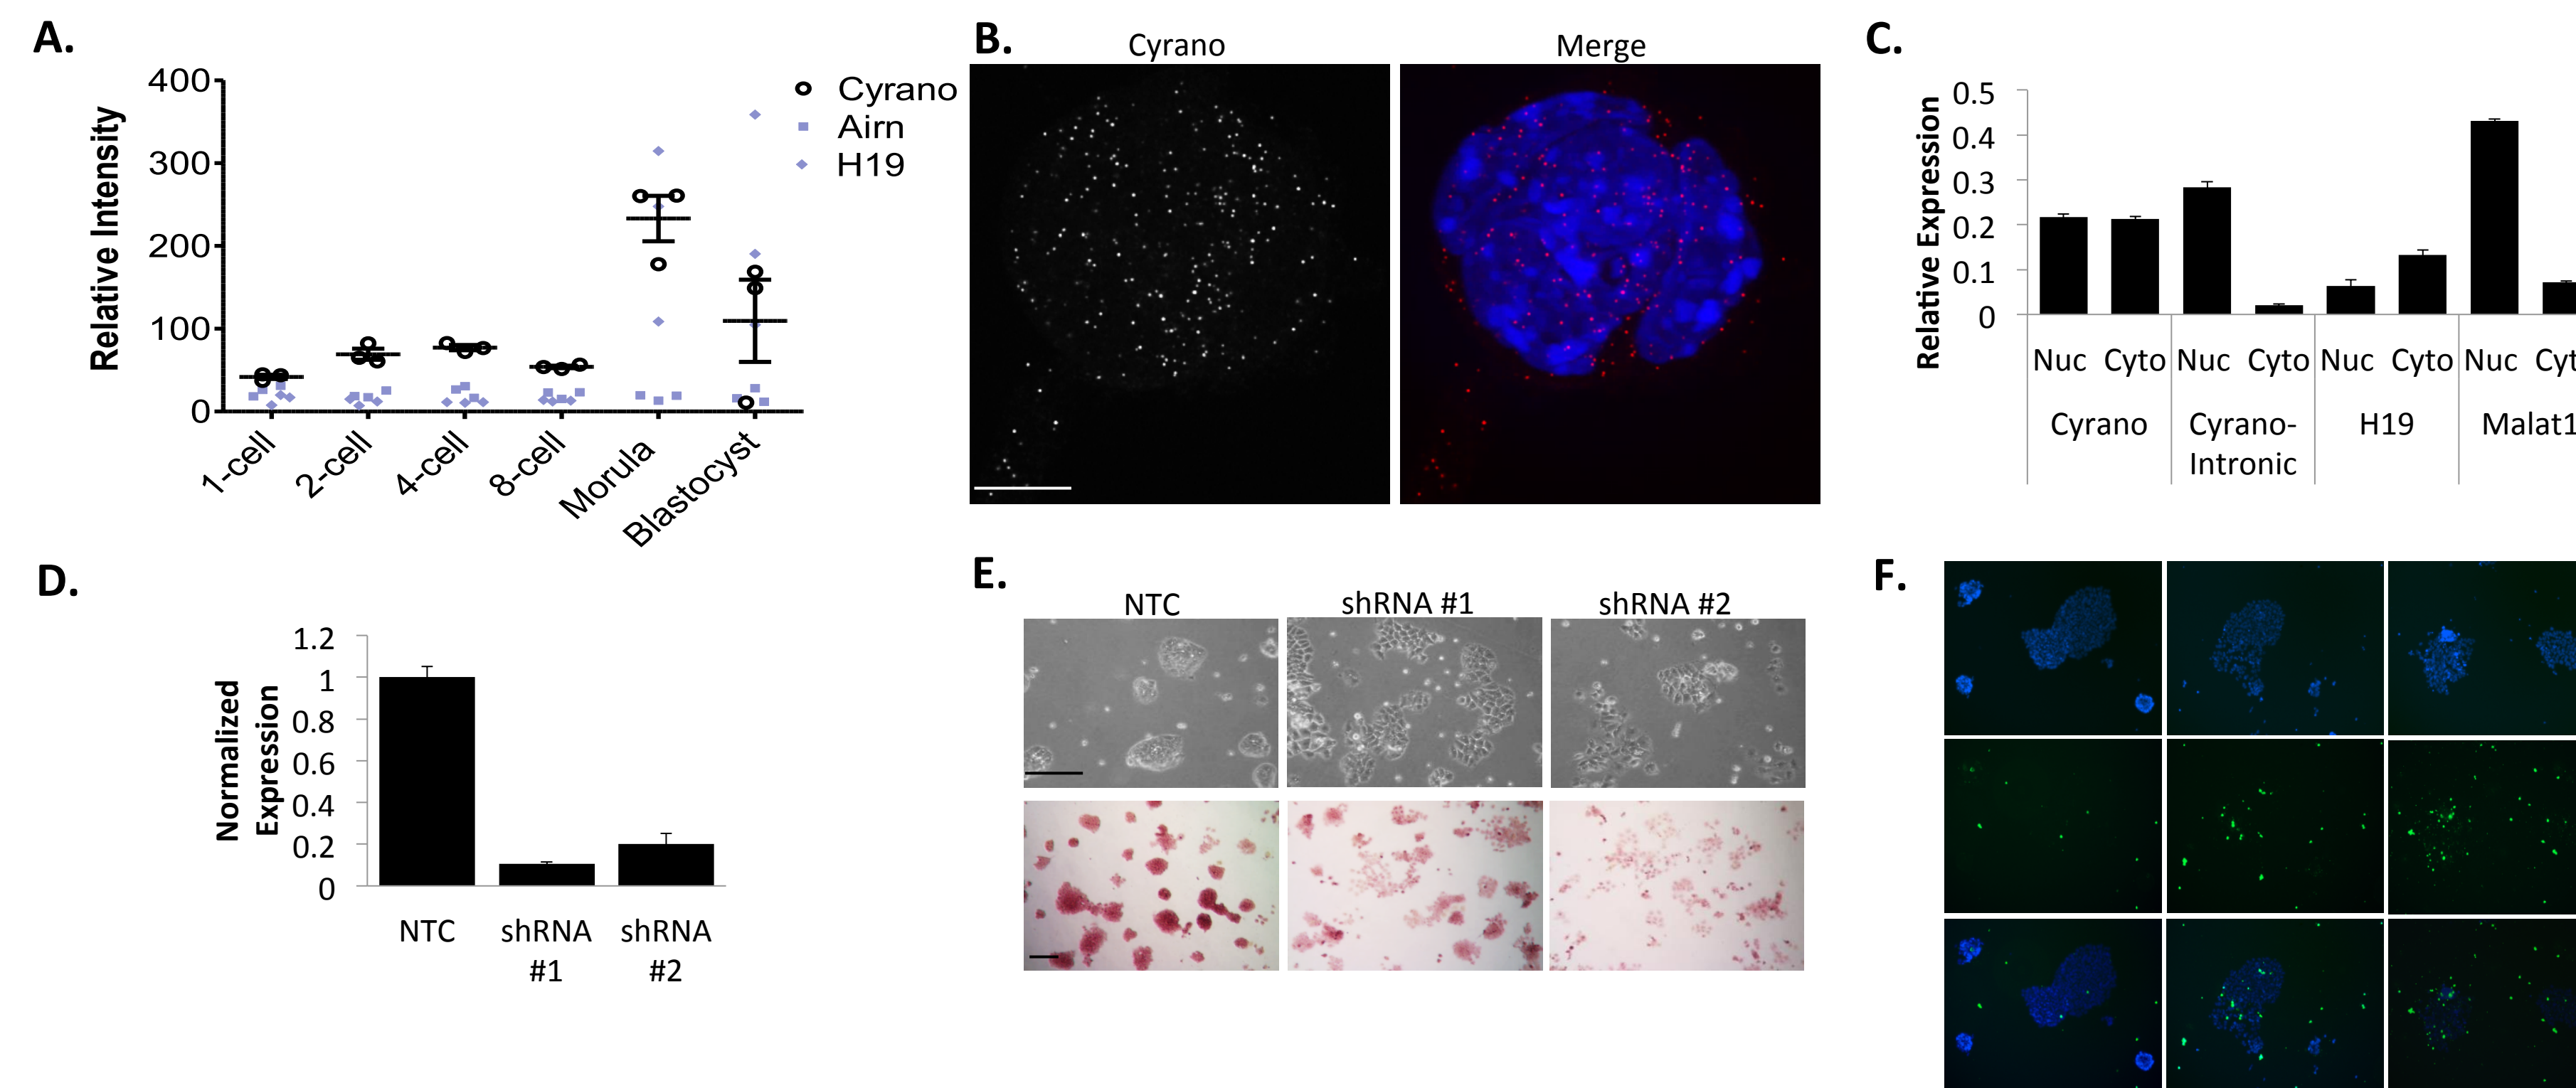 A.
Relative Intensity
400
300
200
100
0
1-cell
2-cell
4-cell
8-cell
Morula
Blastocyst
Cyrano
Airn
H19
B.
Cyrano
Merge
C.
Relative Expression
0.5
0.4
0.3
0.2
0.1
0
Nuc Cyto Nuc Cyto Nuc Cyto Nuc Cyt
Cyrano
Cyrano-
Intronic
H19
Malat1
D.
Normalized
Expression
1.2
1
0.8
0.6
0.4
0.2
0
NTC
shRNA
#1
shRNA
#2
E.
NTC
shRNA #1
shRNA #2
F.